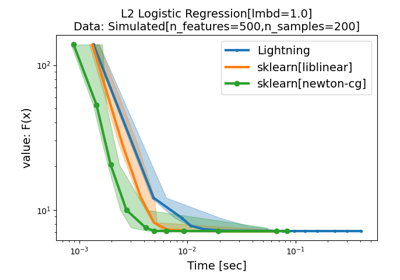 L2 Logistic Regression[lmbd=1.0]
Data: Simulated[n_features=500,n_samples=200]
Lightning
sklearn[liblinear]
sklearn[newton-cg]
value: F(x)
10²
10¹
10⁻³
10⁻²
10⁻¹
Time [sec]